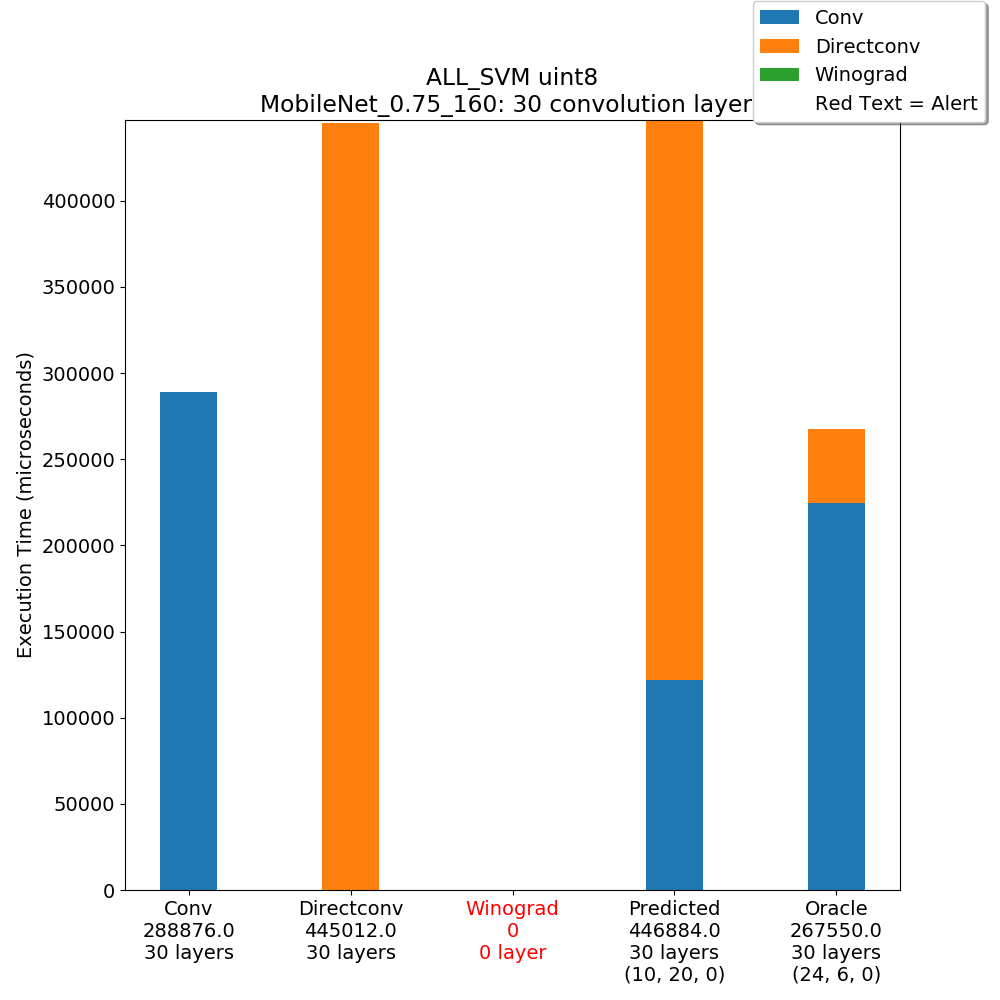 Conv
Directconv
Winograd
Red Text = Alert
ALL_SVM uint8
MobileNet_0.75_160: 30 convolution layer
Execution Time (microseconds)
400000
350000
300000
250000
200000
150000
100000
50000
0
Conv
288876.0
30 layers
Directconv
445012.0
30 layers
Winograd
0
0 layer
Predicted
446884.0
30 layers
(10, 20, 0)
Oracle
267550.0
30 layers
(24, 6, 0)